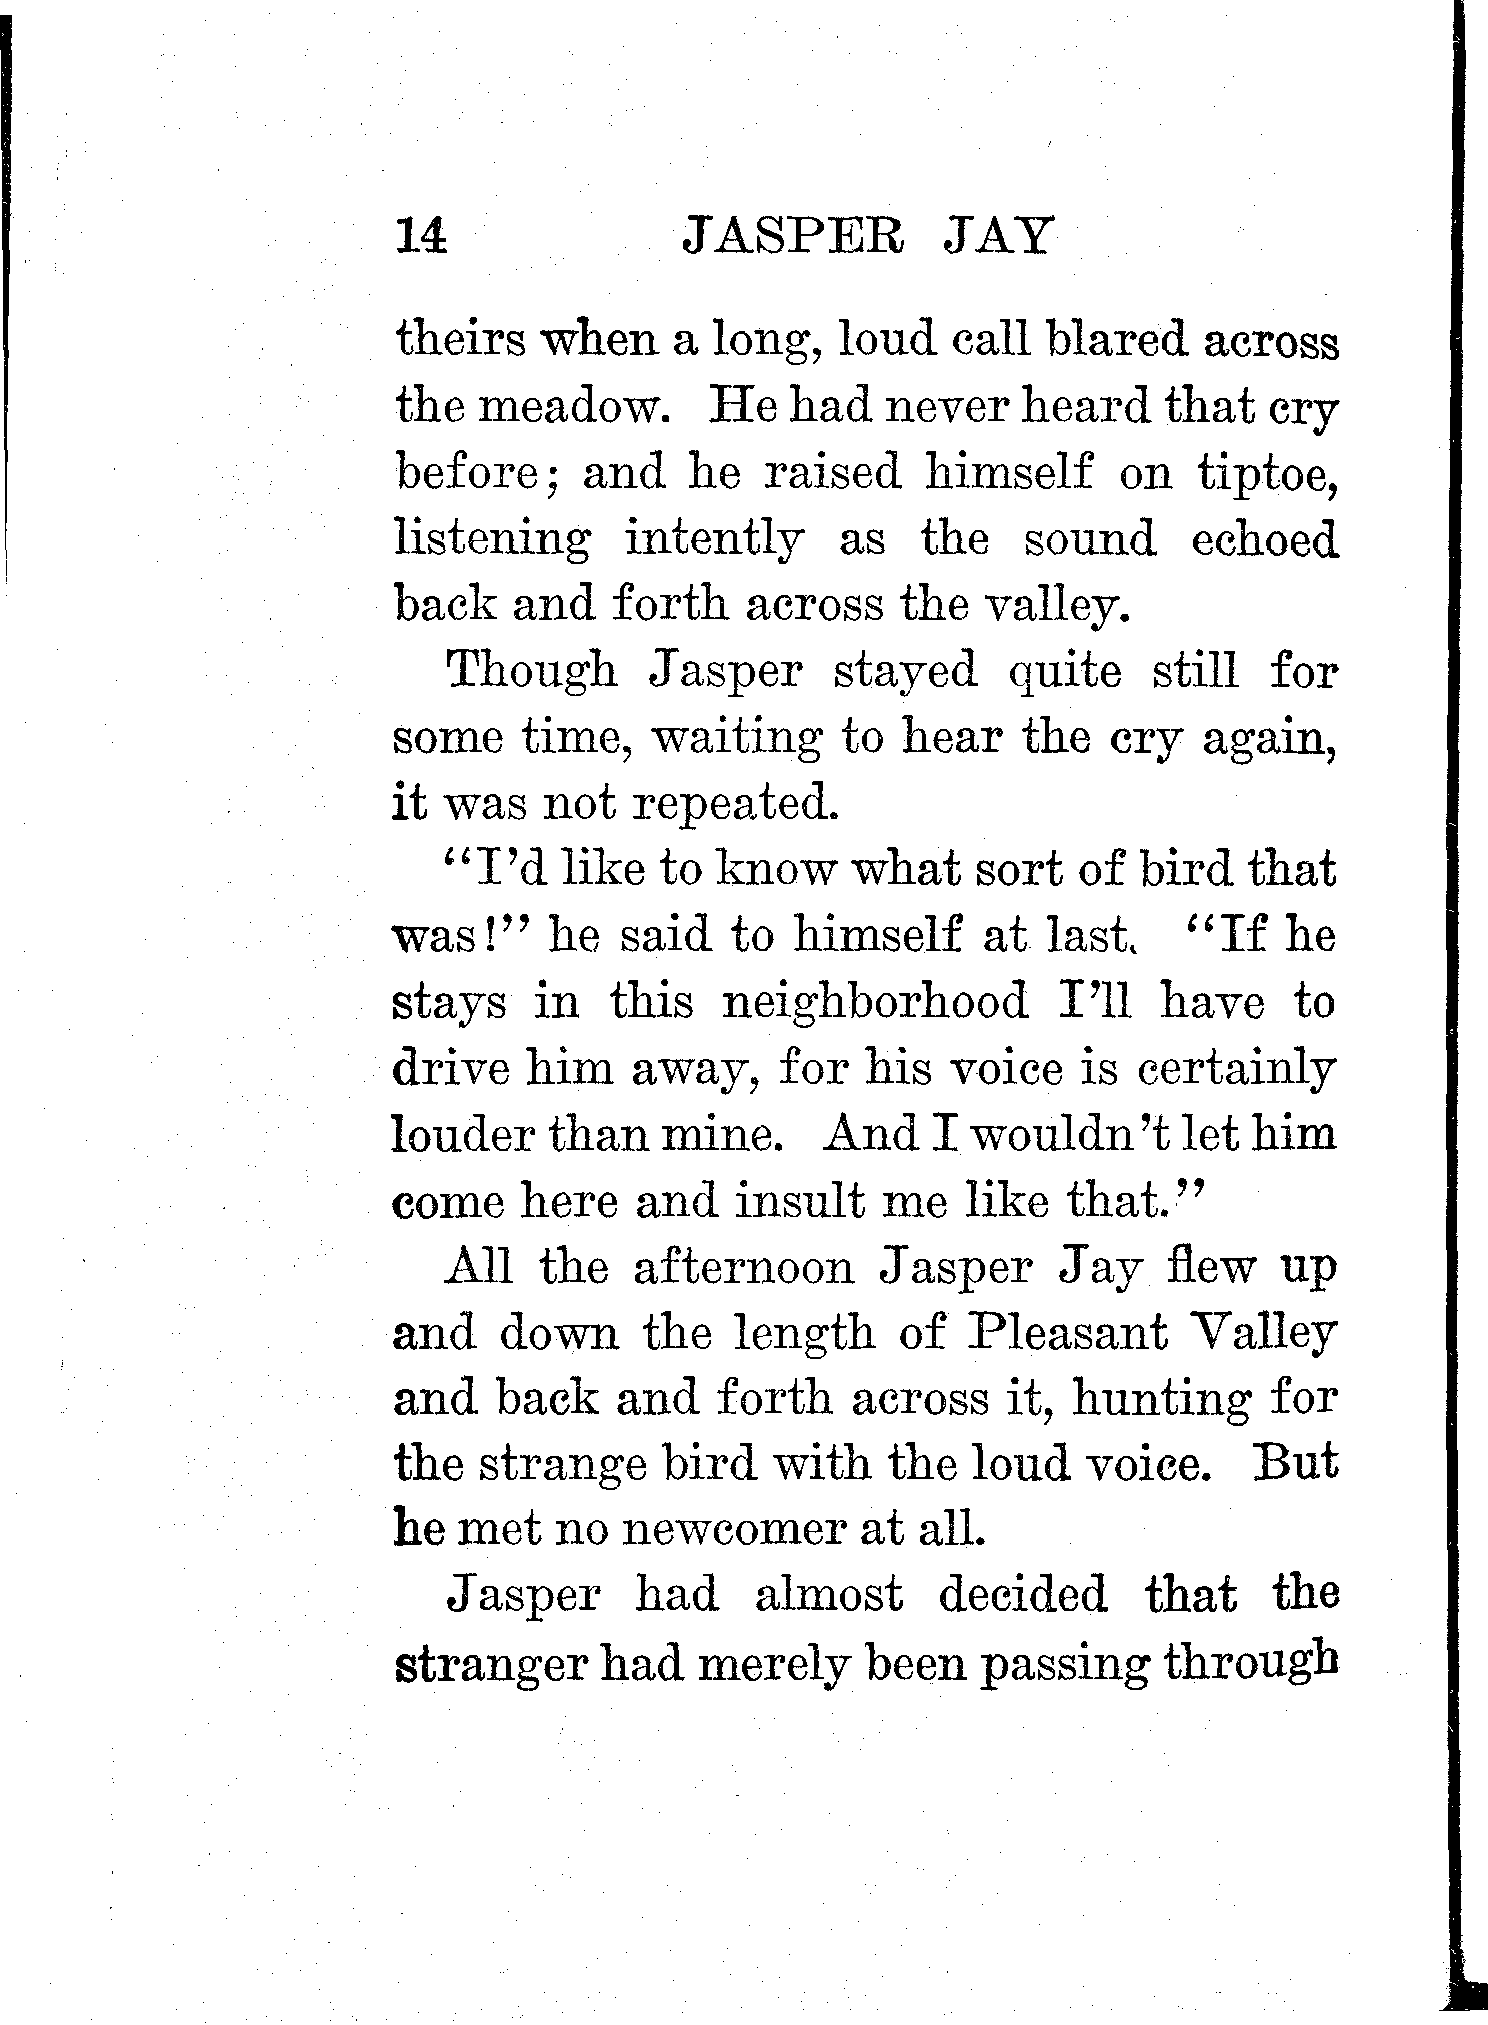 14 JASPER JAY
theirs when a long, loud call blared across
the meadow. He had never heard that cry
before; and he raised himself on tiptoe,
listening intently as the sound echoed
back and forth across the valley.
Though Jasper stayed quite still for
some time, waiting to hear the cry again,
it was not repeated.
"I'd like to know what sort of bird that
was!" he said to himself at last. "If he
stays in this neighborhood I'll have to
drive him away, for his voice is certainly
louder than mine. And I wouldn't let him
come here and insult me like that."
All the afternoon Jasper Jay flew up
and down the length of Pleasant Valley
and back and forth across it, hunting for
the strange bird with the loud voice. But
he met no newcomer at all.
Jasper had almost decided that the
stranger had merely been passing through